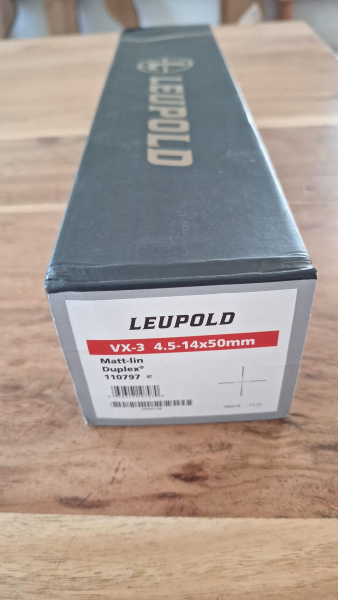 LEUPOLD
LEUPOLD
VX-3 4.5-14x50mm
Matt-lin
Duplex®
110797